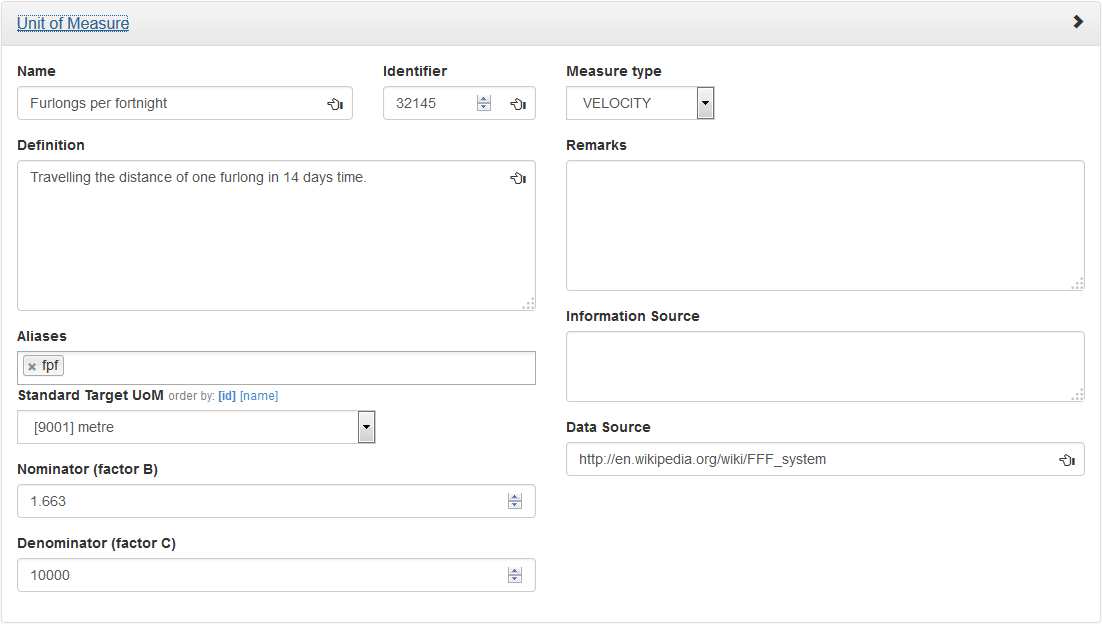 Unit of Measure
Name
Furlongs per fortnight
Identifier
32145
Measure type
VELOCITY
Definition
Travelling the distance of one furlong in 14 days time.
Remarks
Information Source
Aliases
× fpf
Standard Target UoM order by: [id] [name]
[9001] metre
Data Source
http://en.wikipedia.org/wiki/FFF_system
Nominator (factor B)
1.663
Denominator (factor C)
10000